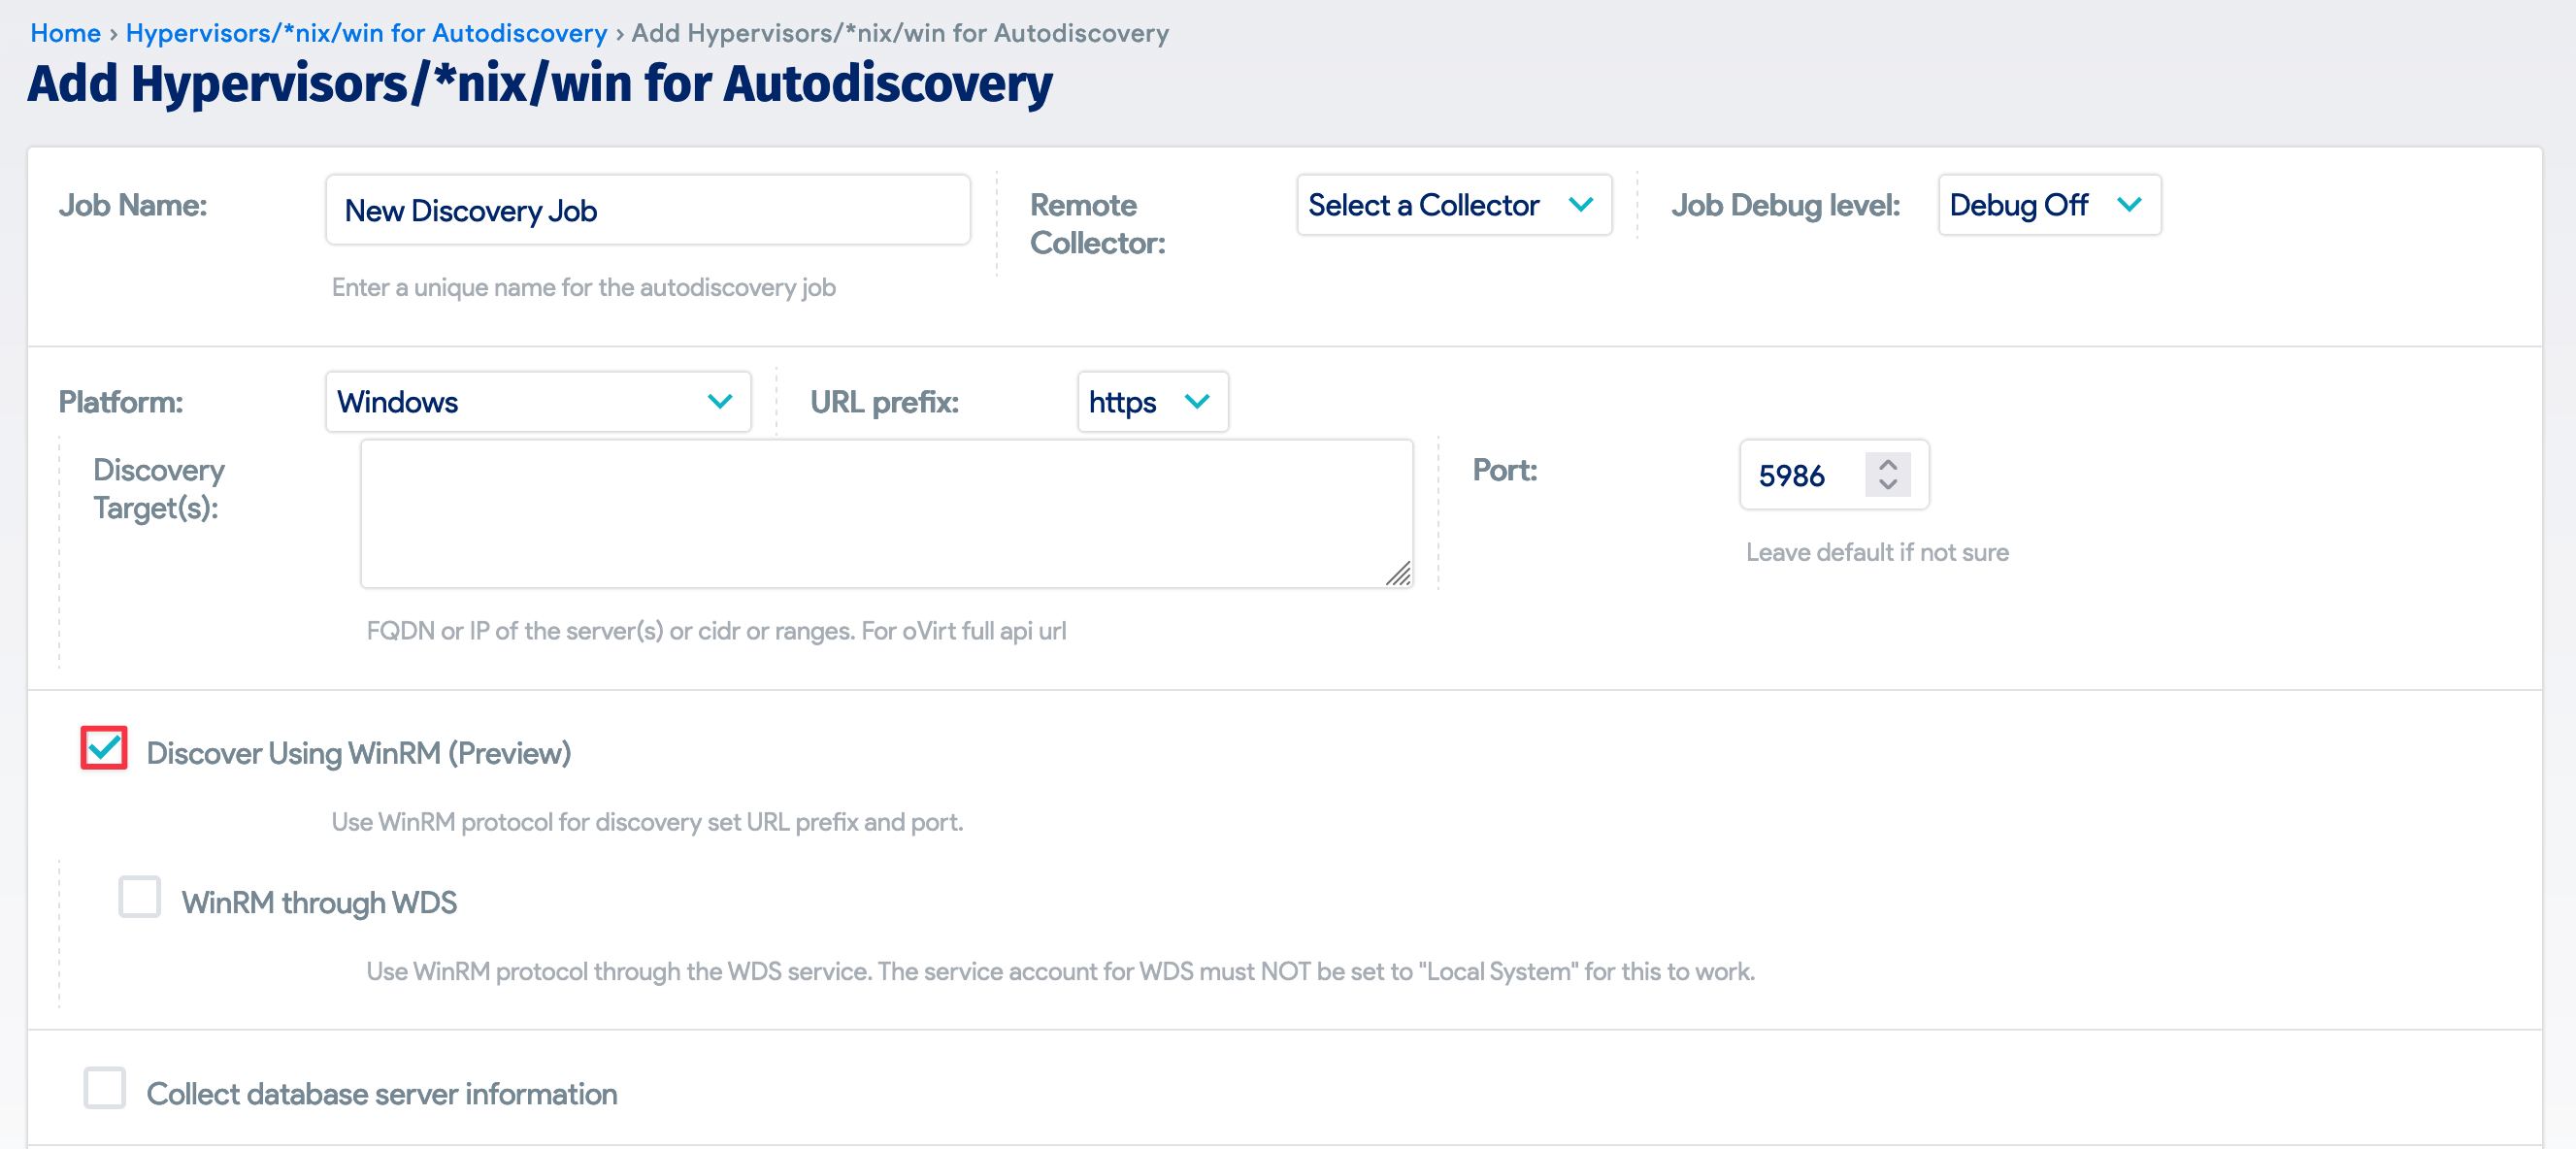 Home › Hypervisors/*nix/win for Autodiscovery › Add Hypervisors/*nix/win for Autodiscovery
Add Hypervisors/*nix/win for Autodiscovery
Job Name:
New Discovery Job
Enter a unique name for the autodiscovery job
Remote
Collector:
Select a Collector
Job Debug level:
Debug Off
Platform:
Windows
URL prefix:
https
Discovery
Target(s):
FQDN or IP of the server(s) or cidr or ranges. For oVirt full api url
Port:
5986
Leave default if not sure
Discover Using WinRM (Preview)
Use WinRM protocol for discovery set URL prefix and port.
WinRM through WDS
Use WinRM protocol through the WDS service. The service account for WDS must NOT be set to "Local System" for this to work.
Collect database server information